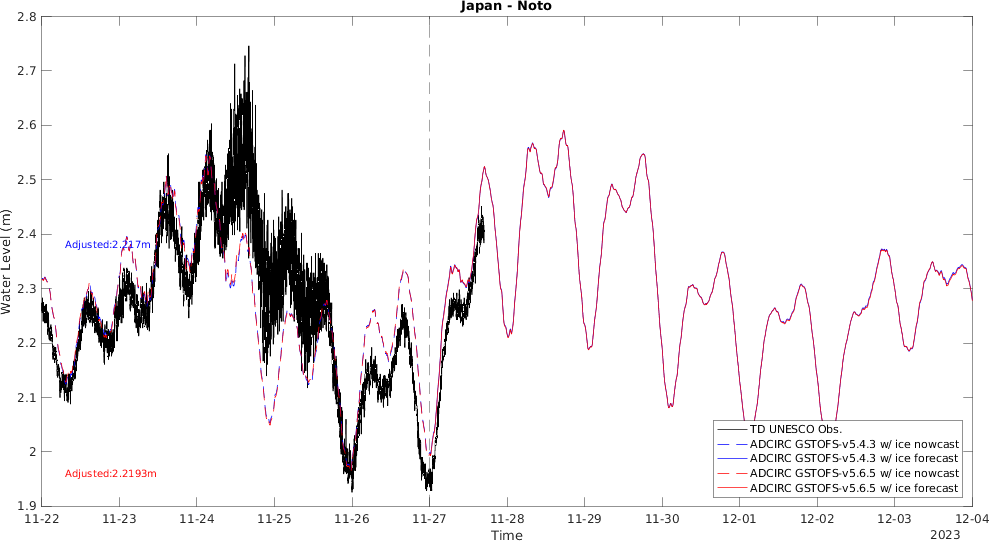 Japan - Noto
2.8
2.7
2.6
2.5
2.4
2.3
2.2
2.1
2
1.9
Water Level (m)
Adjusted:2.217m
Adjusted:2.2193m
TD UNESCO Obs.
ADCIRC GSTOFS-v5.4.3 w/ ice nowcast
ADCIRC GSTOFS-v5.4.3 w/ ice forecast
ADCIRC GSTOFS-v5.6.5 w/ ice nowcast
ADCIRC GSTOFS-v5.6.5 w/ ice forecast
11-22 11-23 11-24 11-25 11-26 11-27 11-28 11-29 11-30 12-01 12-02 12-03 12-04
Time
2023